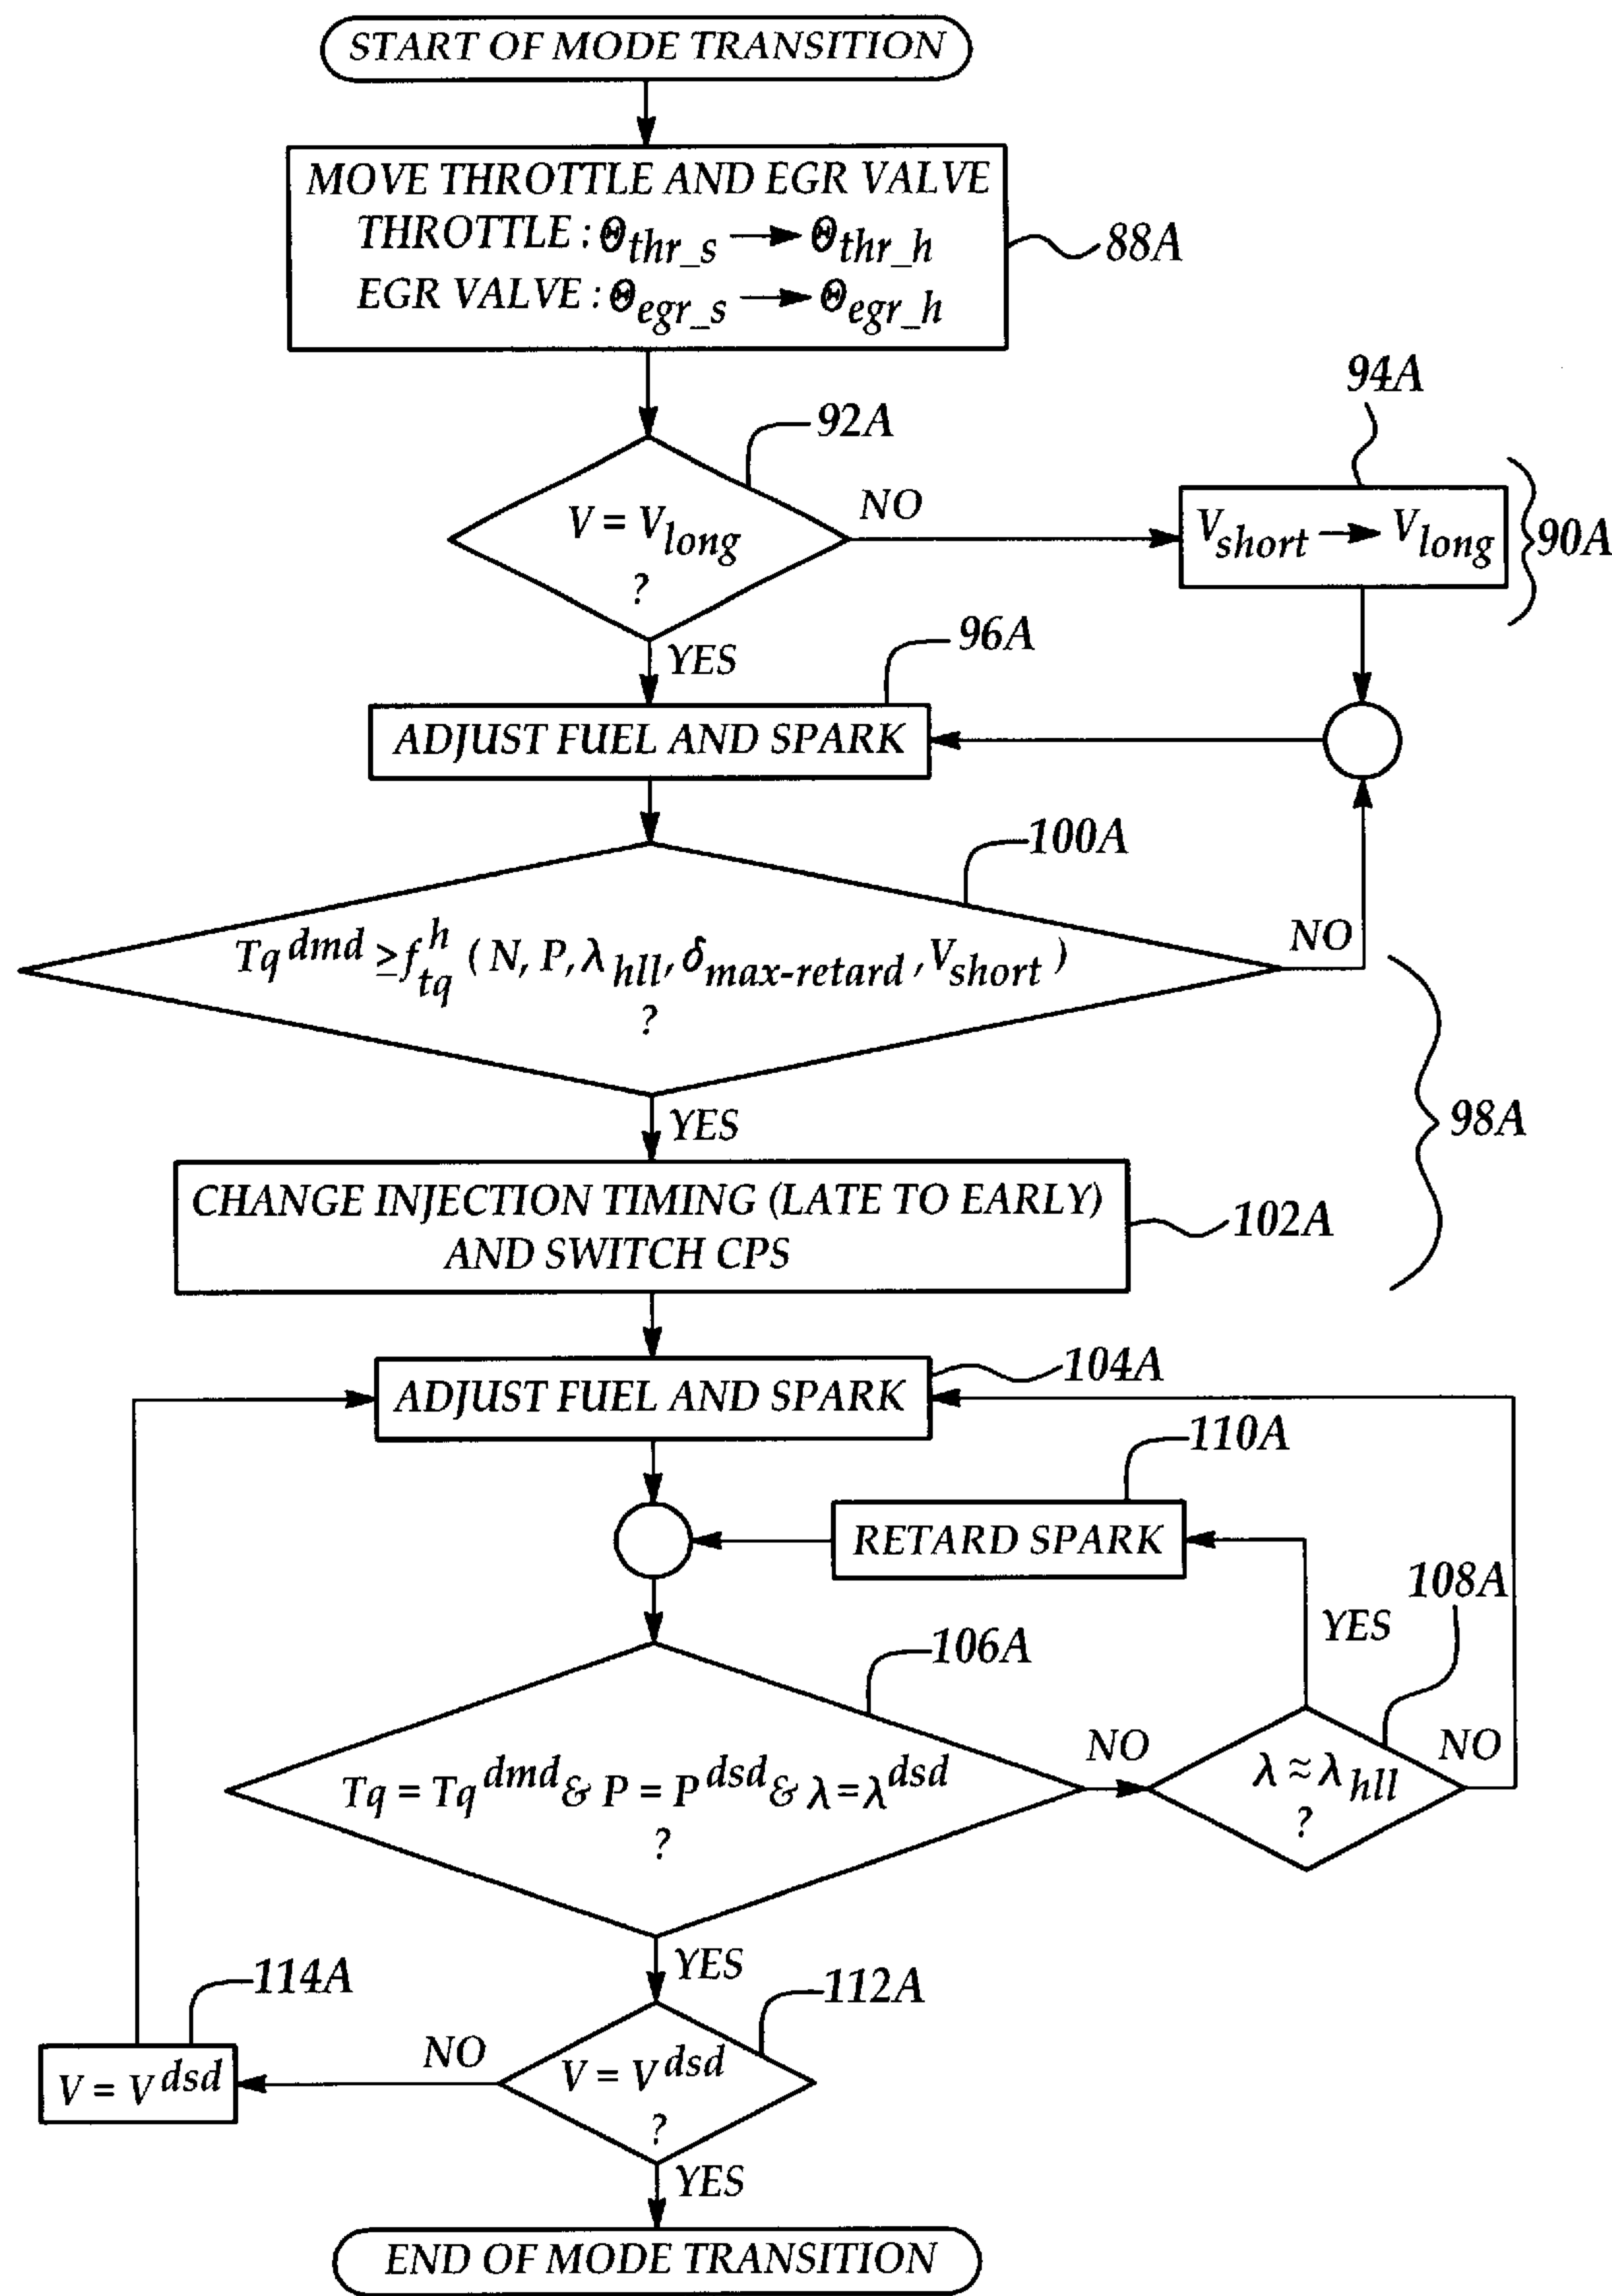 START OF MODE TRANSITION
MOVE THROTTLE AND EGR VALVE
THROTTLE : Θthr_s → Θthr_h
EGR VALVE : Θegr_s → Θegr_h
88A
94A
92A
V = Vlong
?
NO
Vshort → Vlong
90A
YES
96A
ADJUST FUEL AND SPARK
100A
Tq^dmd ≥ f^h_tq ( N, P, λhll, δmax-retard , Vshort )
?
NO
98A
YES
CHANGE INJECTION TIMING (LATE TO EARLY)
AND SWITCH CPS
102A
104A
ADJUST FUEL AND SPARK
110A
RETARD SPARK
108A
YES
106A
Tq = Tq^dmd & P = P^dsd & λ = λ^dsd
?
NO
λ ≈ λhll
?
NO
YES
114A
112A
V = V^dsd
NO
V = V^dsd
?
YES
END OF MODE TRANSITION